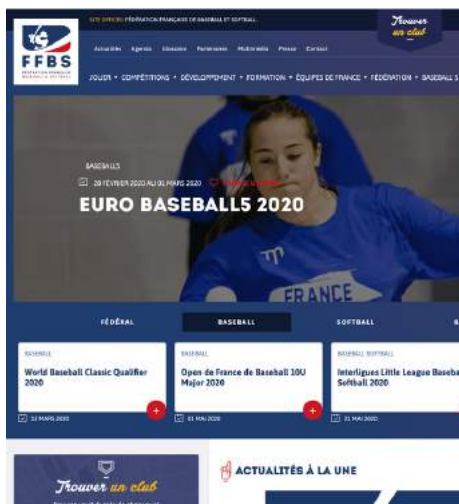 SITE OFFICIEL FÉDÉRATION FRANÇAISE DE BASEBALL ET SOFTBALL
Trouver
un club
FFBS
Actualités Agenda Glossaire Partenaires Multimédia Presse Contact
JOUER • COMPÉTITIONS • DÉVELOPPEMENT • FORMATION • ÉQUIPES DE FRANCE • FÉDÉRATION • BASEBALL 5
BASEBALL5
28 FÉVRIER 2020 AU 01 MARS 2020
EURO BASEBALL5 2020
FRANCE
FÉDÉRAL BASEBALL SOFTBALL
BASEBALL
World Baseball Classic Qualifier
2020
12 MARS 2020
BASEBALL
Open de France de Baseball 10U
Major 2020
01 MAI 2020
BASEBALL SOFTBALL
Interligues Little League Baseba
Softball 2020
21 MAI 2020
Trouver un club
ACTUALITÉS À LA UNE